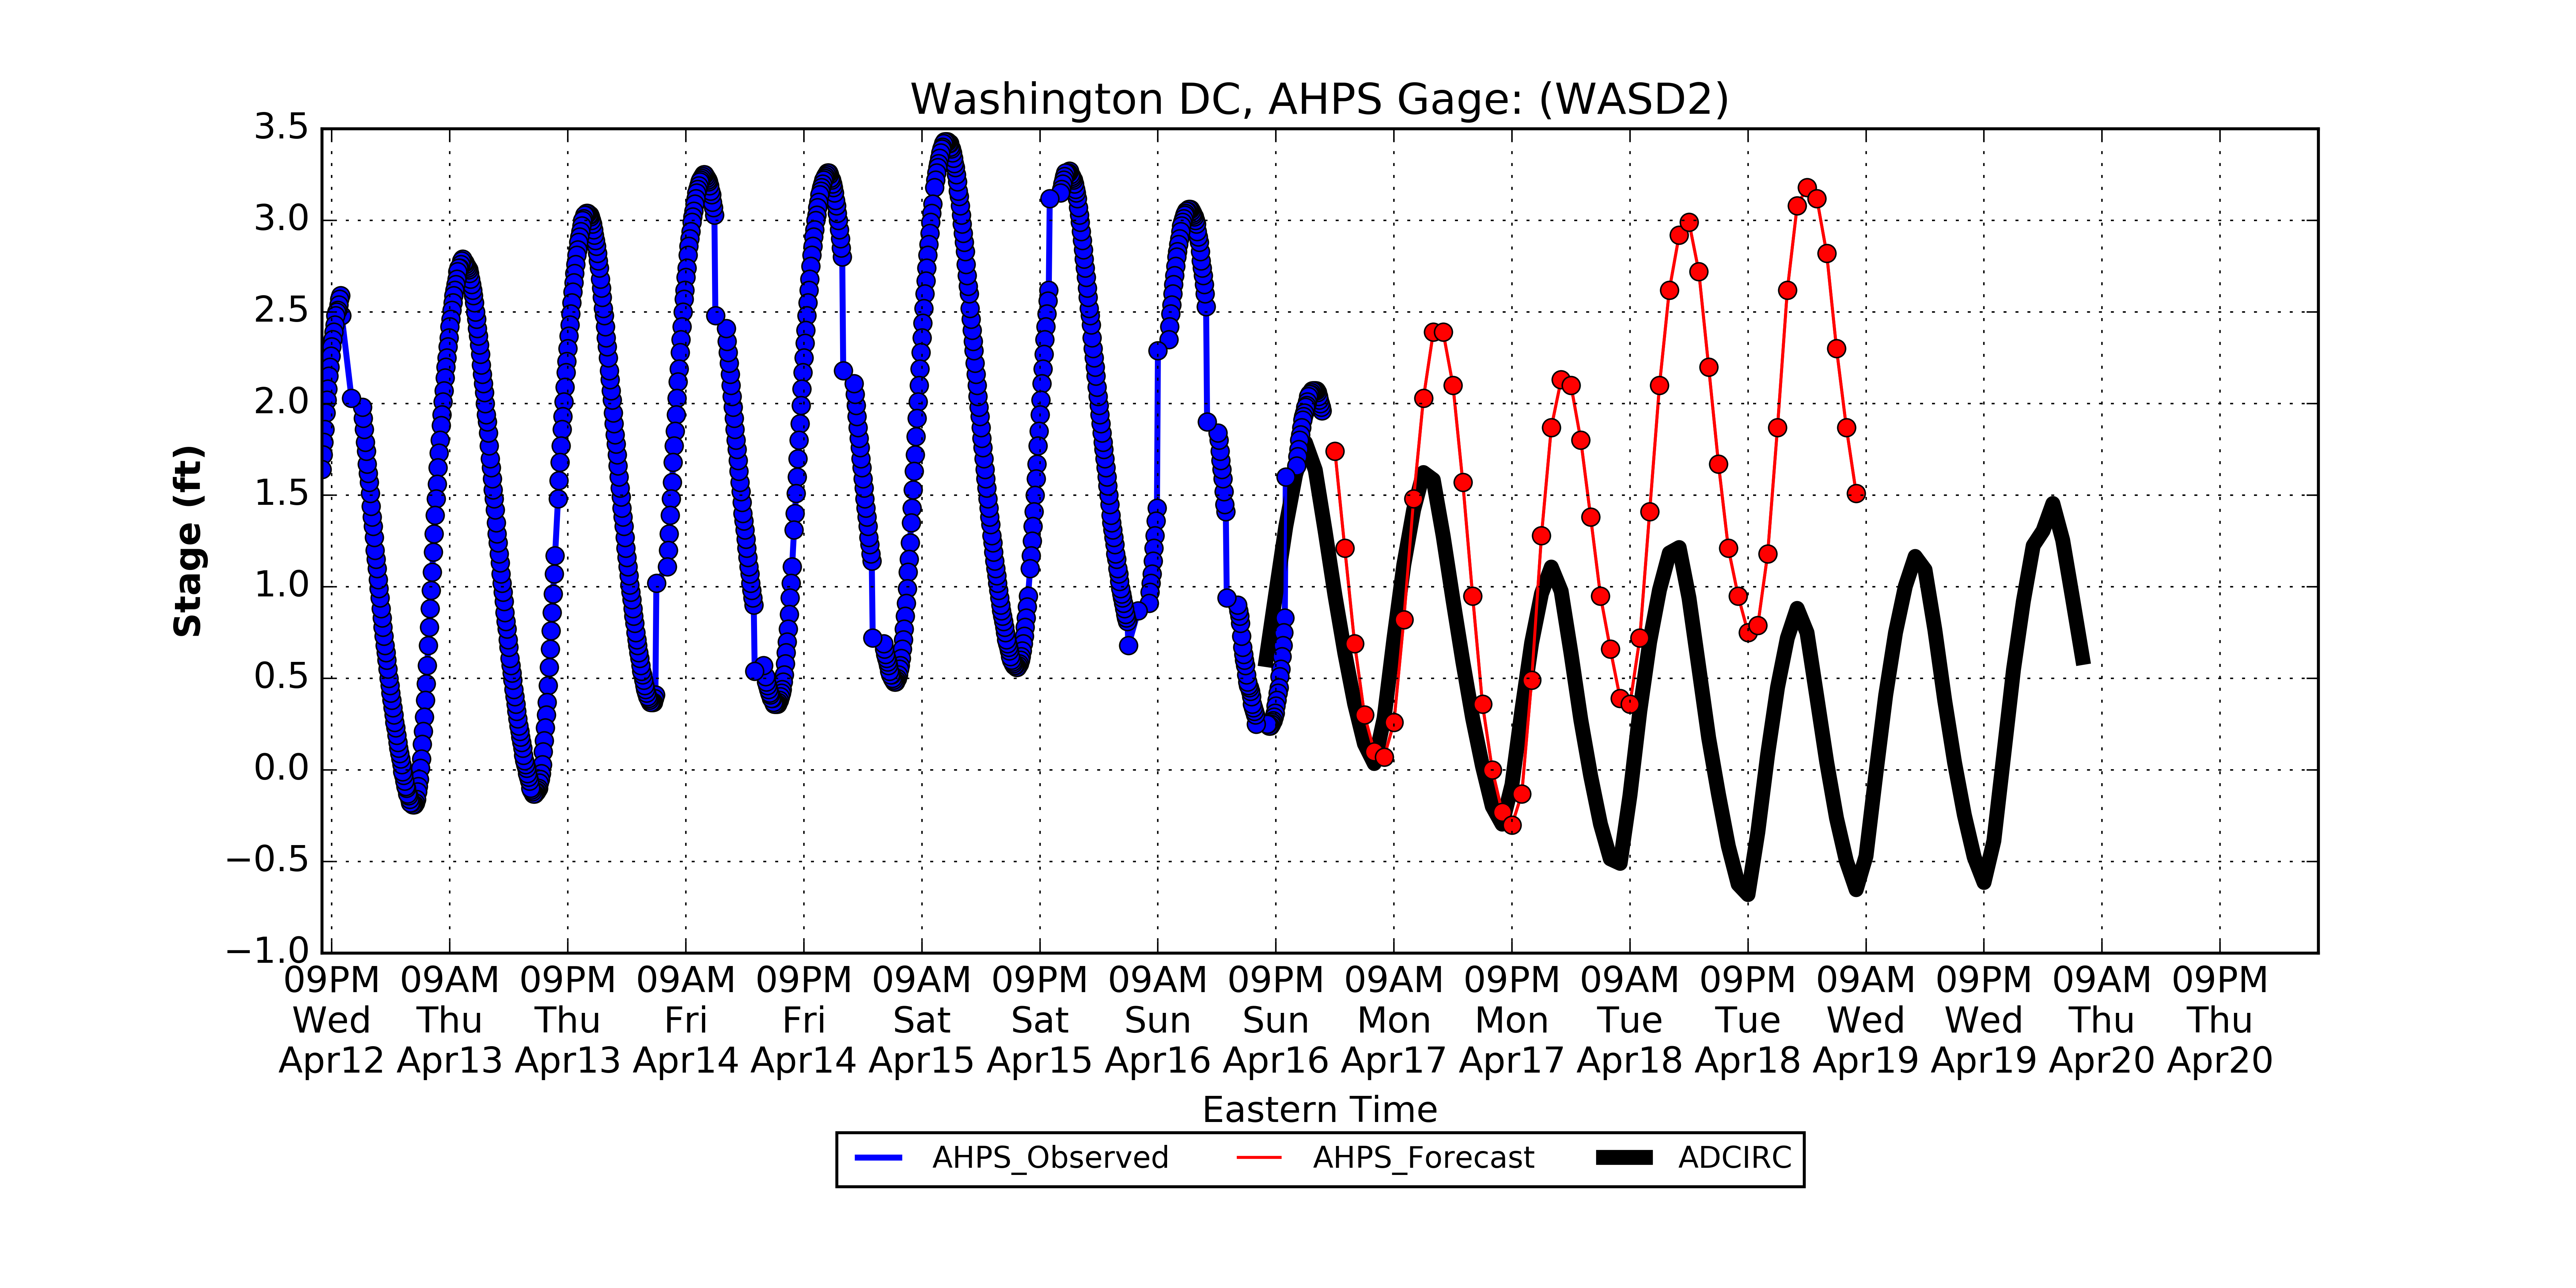 Washington DC, AHPS Gage: (WASD2)
3.5
3.0
2.5
2.0
1.5
1.0
0.5
0.0
−0.5
−1.0
Stage (ft)
09PM 09AM 09PM 09AM 09PM 09AM 09PM 09AM 09PM 09AM 09PM 09AM 09PM 09AM 09PM 09AM 09PM
Wed Thu Thu Fri Fri Sat Sat Sun Sun Mon Mon Tue Tue Wed Wed Thu Thu
Apr12 Apr13 Apr13 Apr14 Apr14 Apr15 Apr15 Apr16 Apr16 Apr17 Apr17 Apr18 Apr18 Apr19 Apr19 Apr20 Apr20
Eastern Time
AHPS_Observed AHPS_Forecast ADCIRC